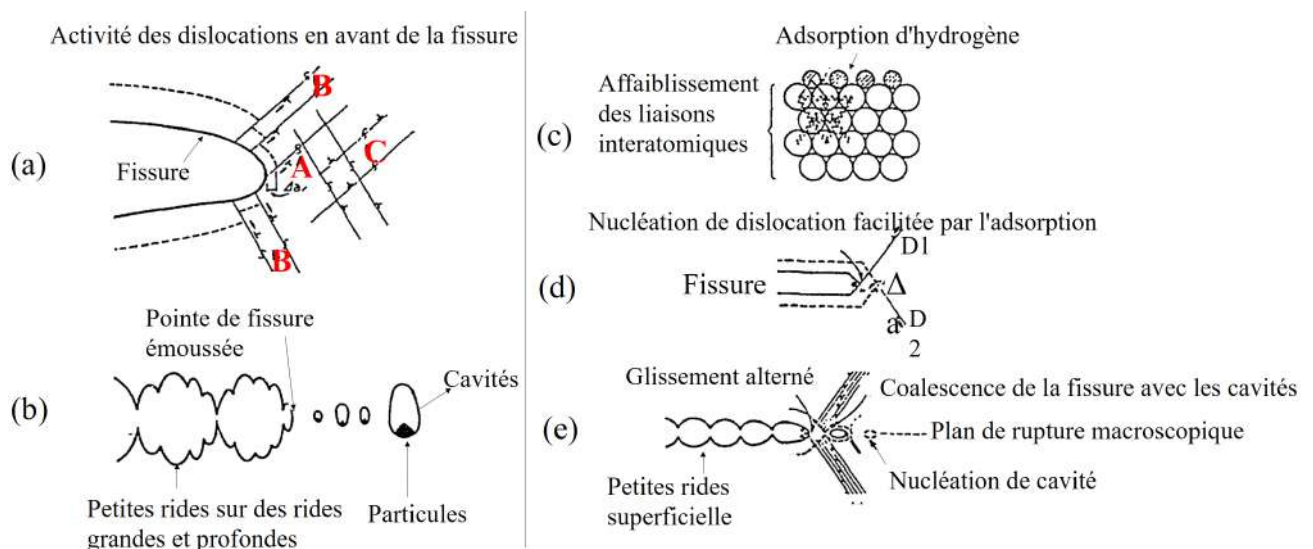 Activité des dislocations en avant de la fissure
(a)
Fissure
B
A
C
Δa
B
(b)
Pointe de fissure
émoussée
Cavités
Petites rides sur des rides
grandes et profondes
Particules
Adsorption d'hydrogène
(c)
Affaiblissement
des liaisons
interatomiques
Nucléation de dislocation facilitée par l'adsorption
(d)
Fissure
D1
Δ
a
D
2
(e)
Glissement alterné
Coalescence de la fissure avec les cavités
Plan de rupture macroscopique
Nucléation de cavité
Petites rides
superficielle